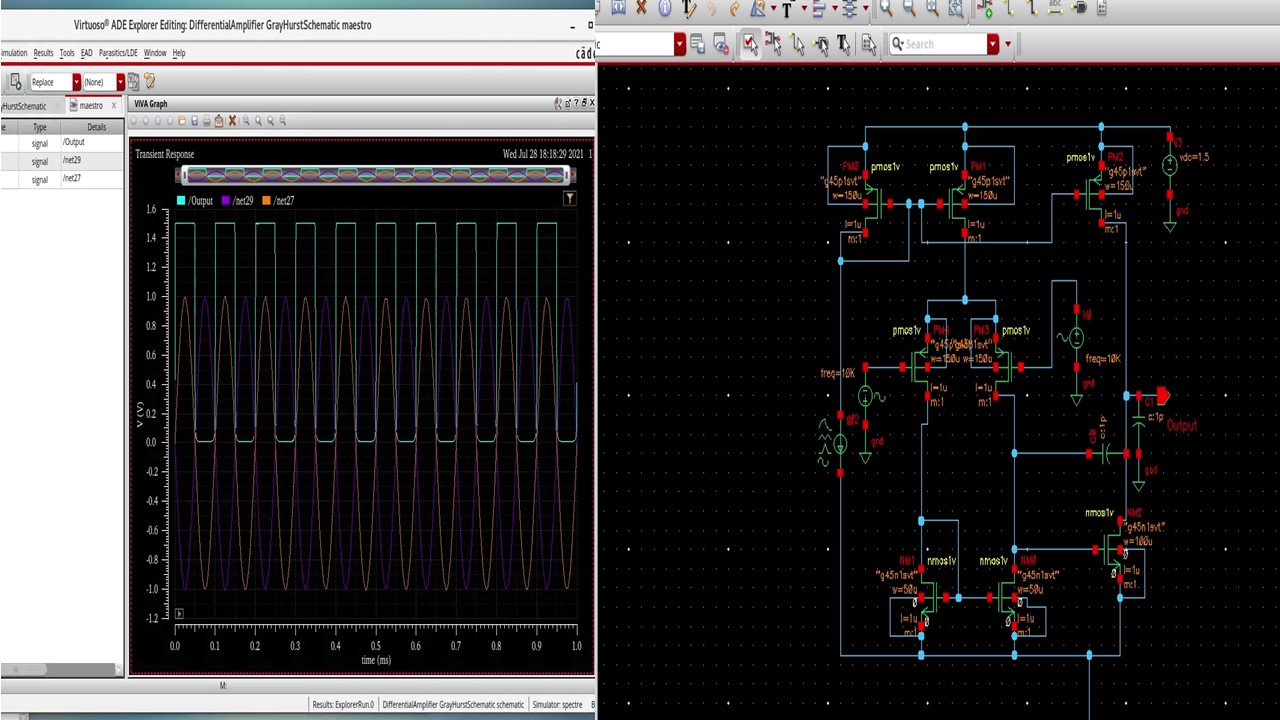 Virtuoso® ADE Explorer Editing: DifferentialAmplifier GrayHurstSchematic maestro
imulation Results Tools EAD Parasitics/LDE Window Help
cāde
Replace (None)
yHurstSchematic maestro
Type Details
signal /Output
signal /net29
signal /net27
ViVA Graph
Transient Response Wed Jul 28 18:18:29 2021 1
/Output /net29 /net27
V (V)
1.6
1.4
1.2
1.0
0.8
0.6
0.4
0.2
0.0
-0.2
-0.4
-0.6
-0.8
-1.0
-1.2
0.0 0.1 0.2 0.3 0.4 0.5 0.6 0.7 0.8 0.9 1.0
time (ms)
M:
Results: ExplorerRun.0 DifferentialAmplifier GrayHurstSchematic schematic Simulator: spectre
Search
PM0 pmos1v
"g45p1svt"
w=150u
l=1u
m:1
pmos1v PM1
"g45p1svt"
w=150u
l=1u
m:1
pmos1v PM2
"g45p1svt"
w=150u
l=1u
m:1
V3
vdc=1.5
gnd
pmos1v
w=150u
l=1u
m:1
PM3 pmos1v
w=150u
l=1u
m:1
V0
freq=10K
gnd
freq=10K
gnd
c:1p
C1
c:1p
gnd
Output
NM1 nmos1v
"g45n1svt"
w=50u
l=1u
m:1
nmos1v NM0
"g45n1svt"
w=50u
l=1u
m:1
nmos1v NM2
"g45n1svt"
w=100u
l=1u
m:1